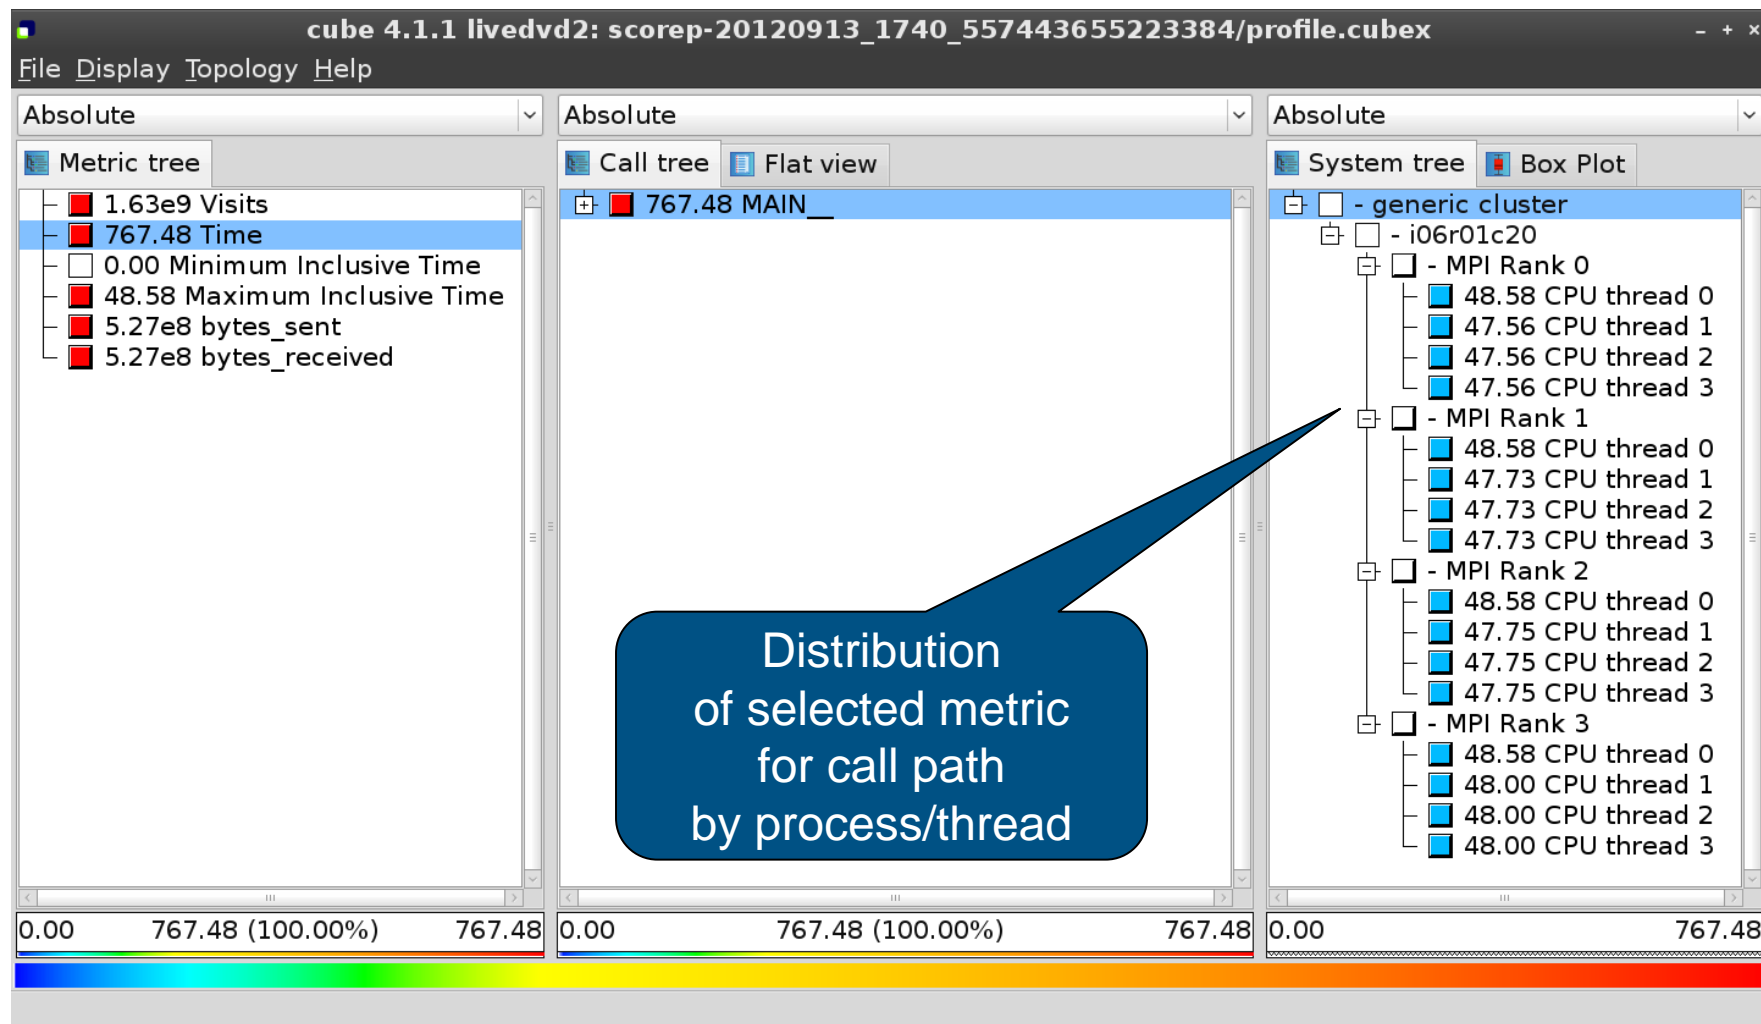 cube 4.1.1 livedvd2: scorep-20120913_1740_557443655223384/profile.cubex
File Display Topology Help
Absolute
Absolute
Absolute
Metric tree
Call tree
Flat view
System tree
Box Plot
1.63e9 Visits
767.48 Time
0.00 Minimum Inclusive Time
48.58 Maximum Inclusive Time
5.27e8 bytes_sent
5.27e8 bytes_received
767.48 MAIN__
- generic cluster
- i06r01c20
- MPI Rank 0
48.58 CPU thread 0
47.56 CPU thread 1
47.56 CPU thread 2
47.56 CPU thread 3
- MPI Rank 1
48.58 CPU thread 0
47.73 CPU thread 1
47.73 CPU thread 2
47.73 CPU thread 3
- MPI Rank 2
48.58 CPU thread 0
47.75 CPU thread 1
47.75 CPU thread 2
47.75 CPU thread 3
- MPI Rank 3
48.58 CPU thread 0
48.00 CPU thread 1
48.00 CPU thread 2
48.00 CPU thread 3
Distribution
of selected metric
for call path
by process/thread
0.00 767.48 (100.00%) 767.48
0.00 767.48 (100.00%) 767.48
0.00 767.48